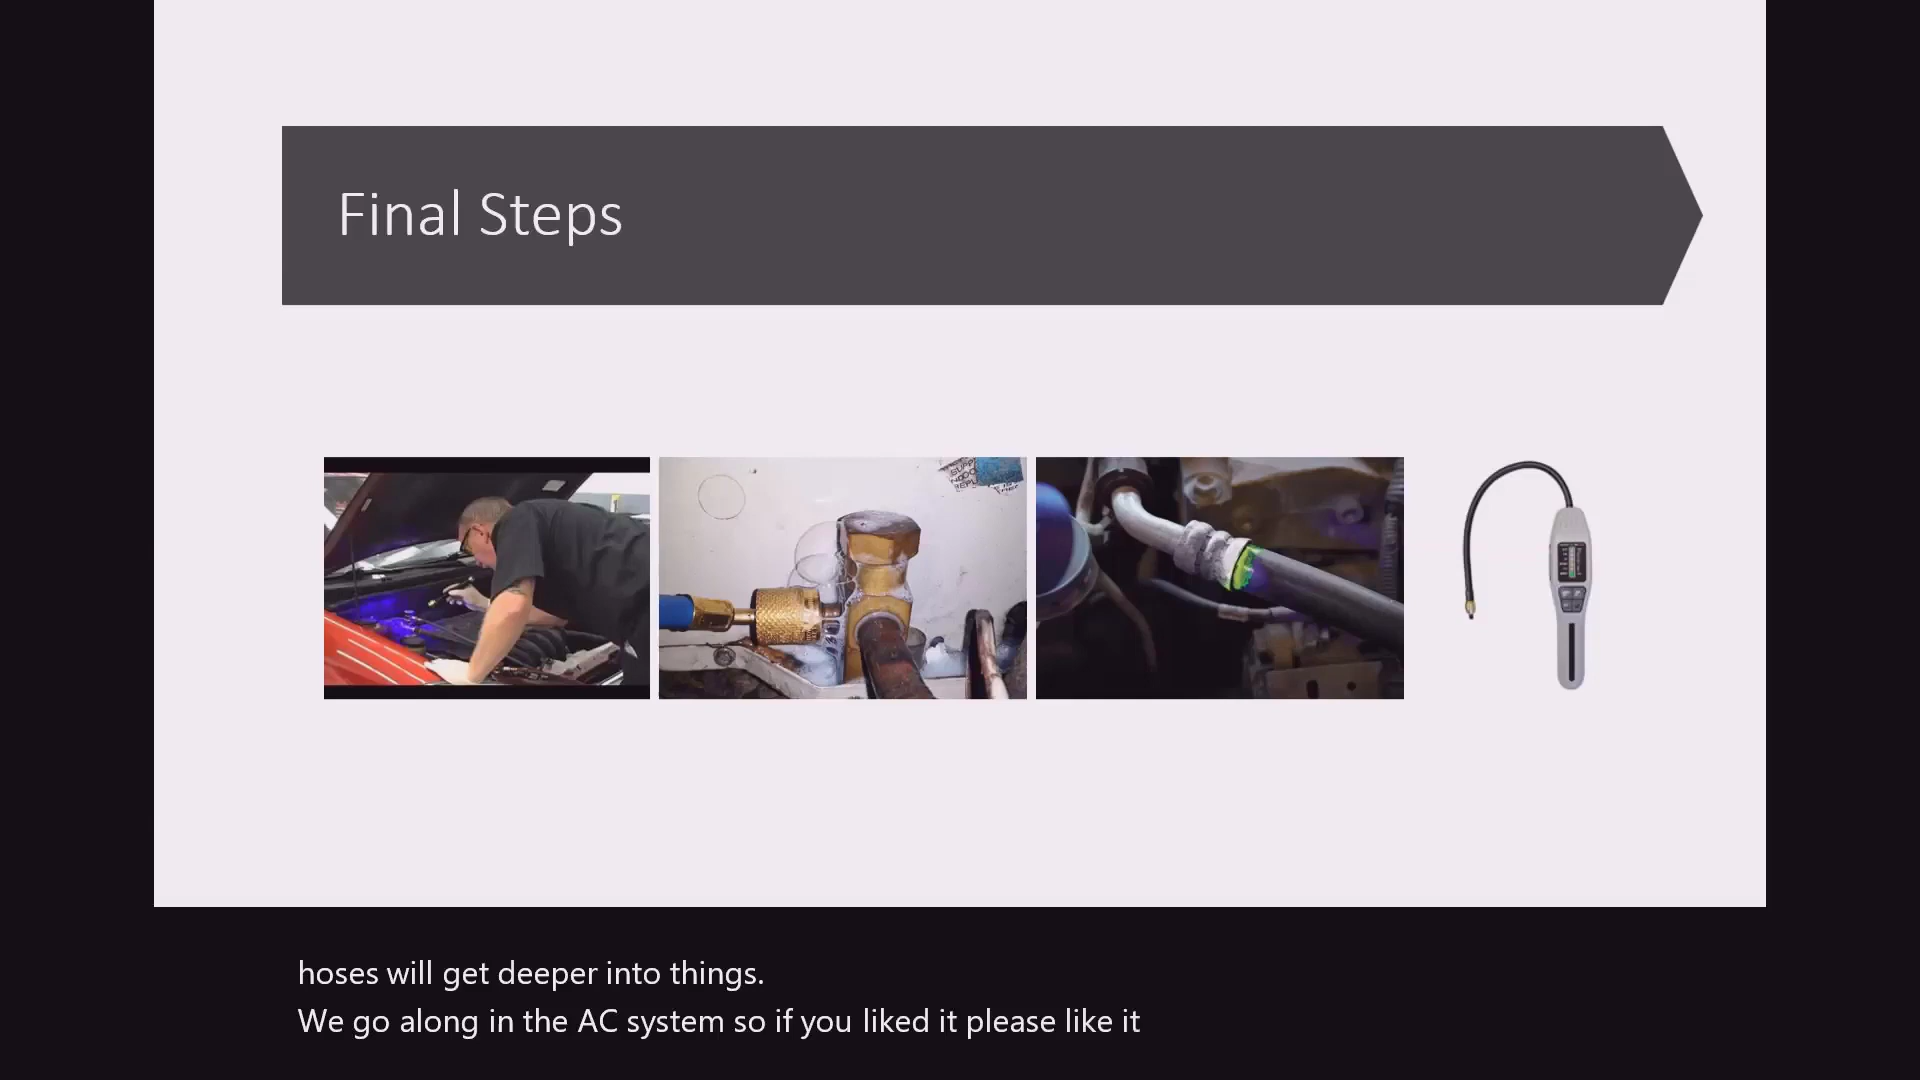 Final Steps
hoses will get deeper into things.
We go along in the AC system so if you liked it please like it